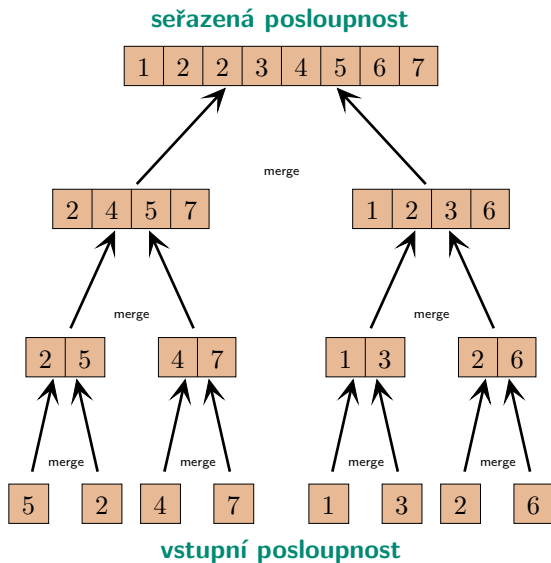 seřazená posloupnost
1 2 2 3 4 5 6 7
merge
2 4 5 7 1 2 3 6
merge merge
2 5 4 7 1 3 2 6
merge merge merge merge
5 2 4 7 1 3 2 6
vstupní posloupnost